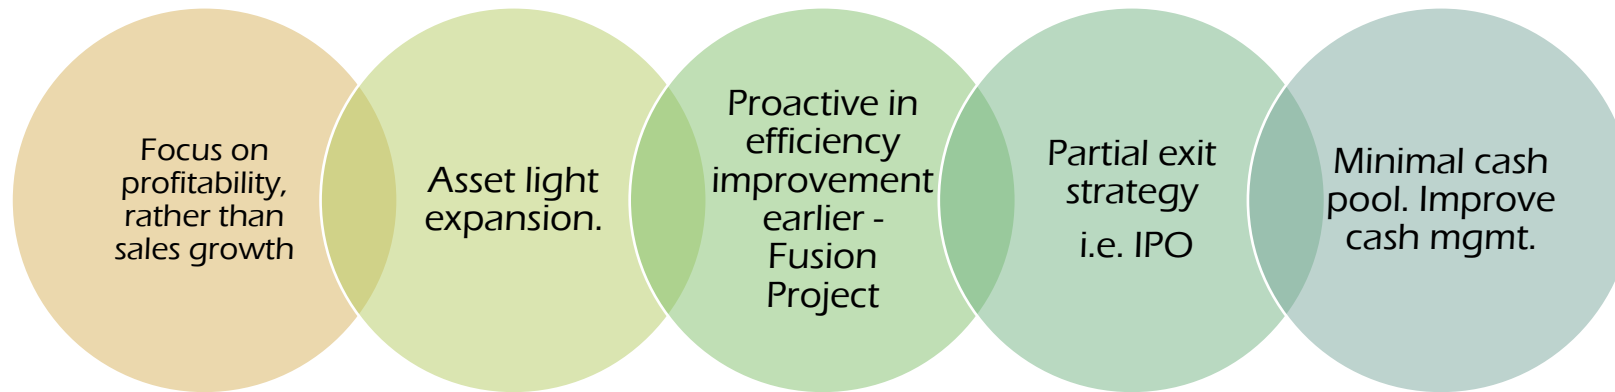 Focus on
profitability,
rather than
sales growth
Asset light
expansion.
Proactive in
efficiency
improvement
earlier -
Fusion
Project
Partial exit
strategy
i.e. IPO
Minimal cash
pool. Improve
cash mgmt.